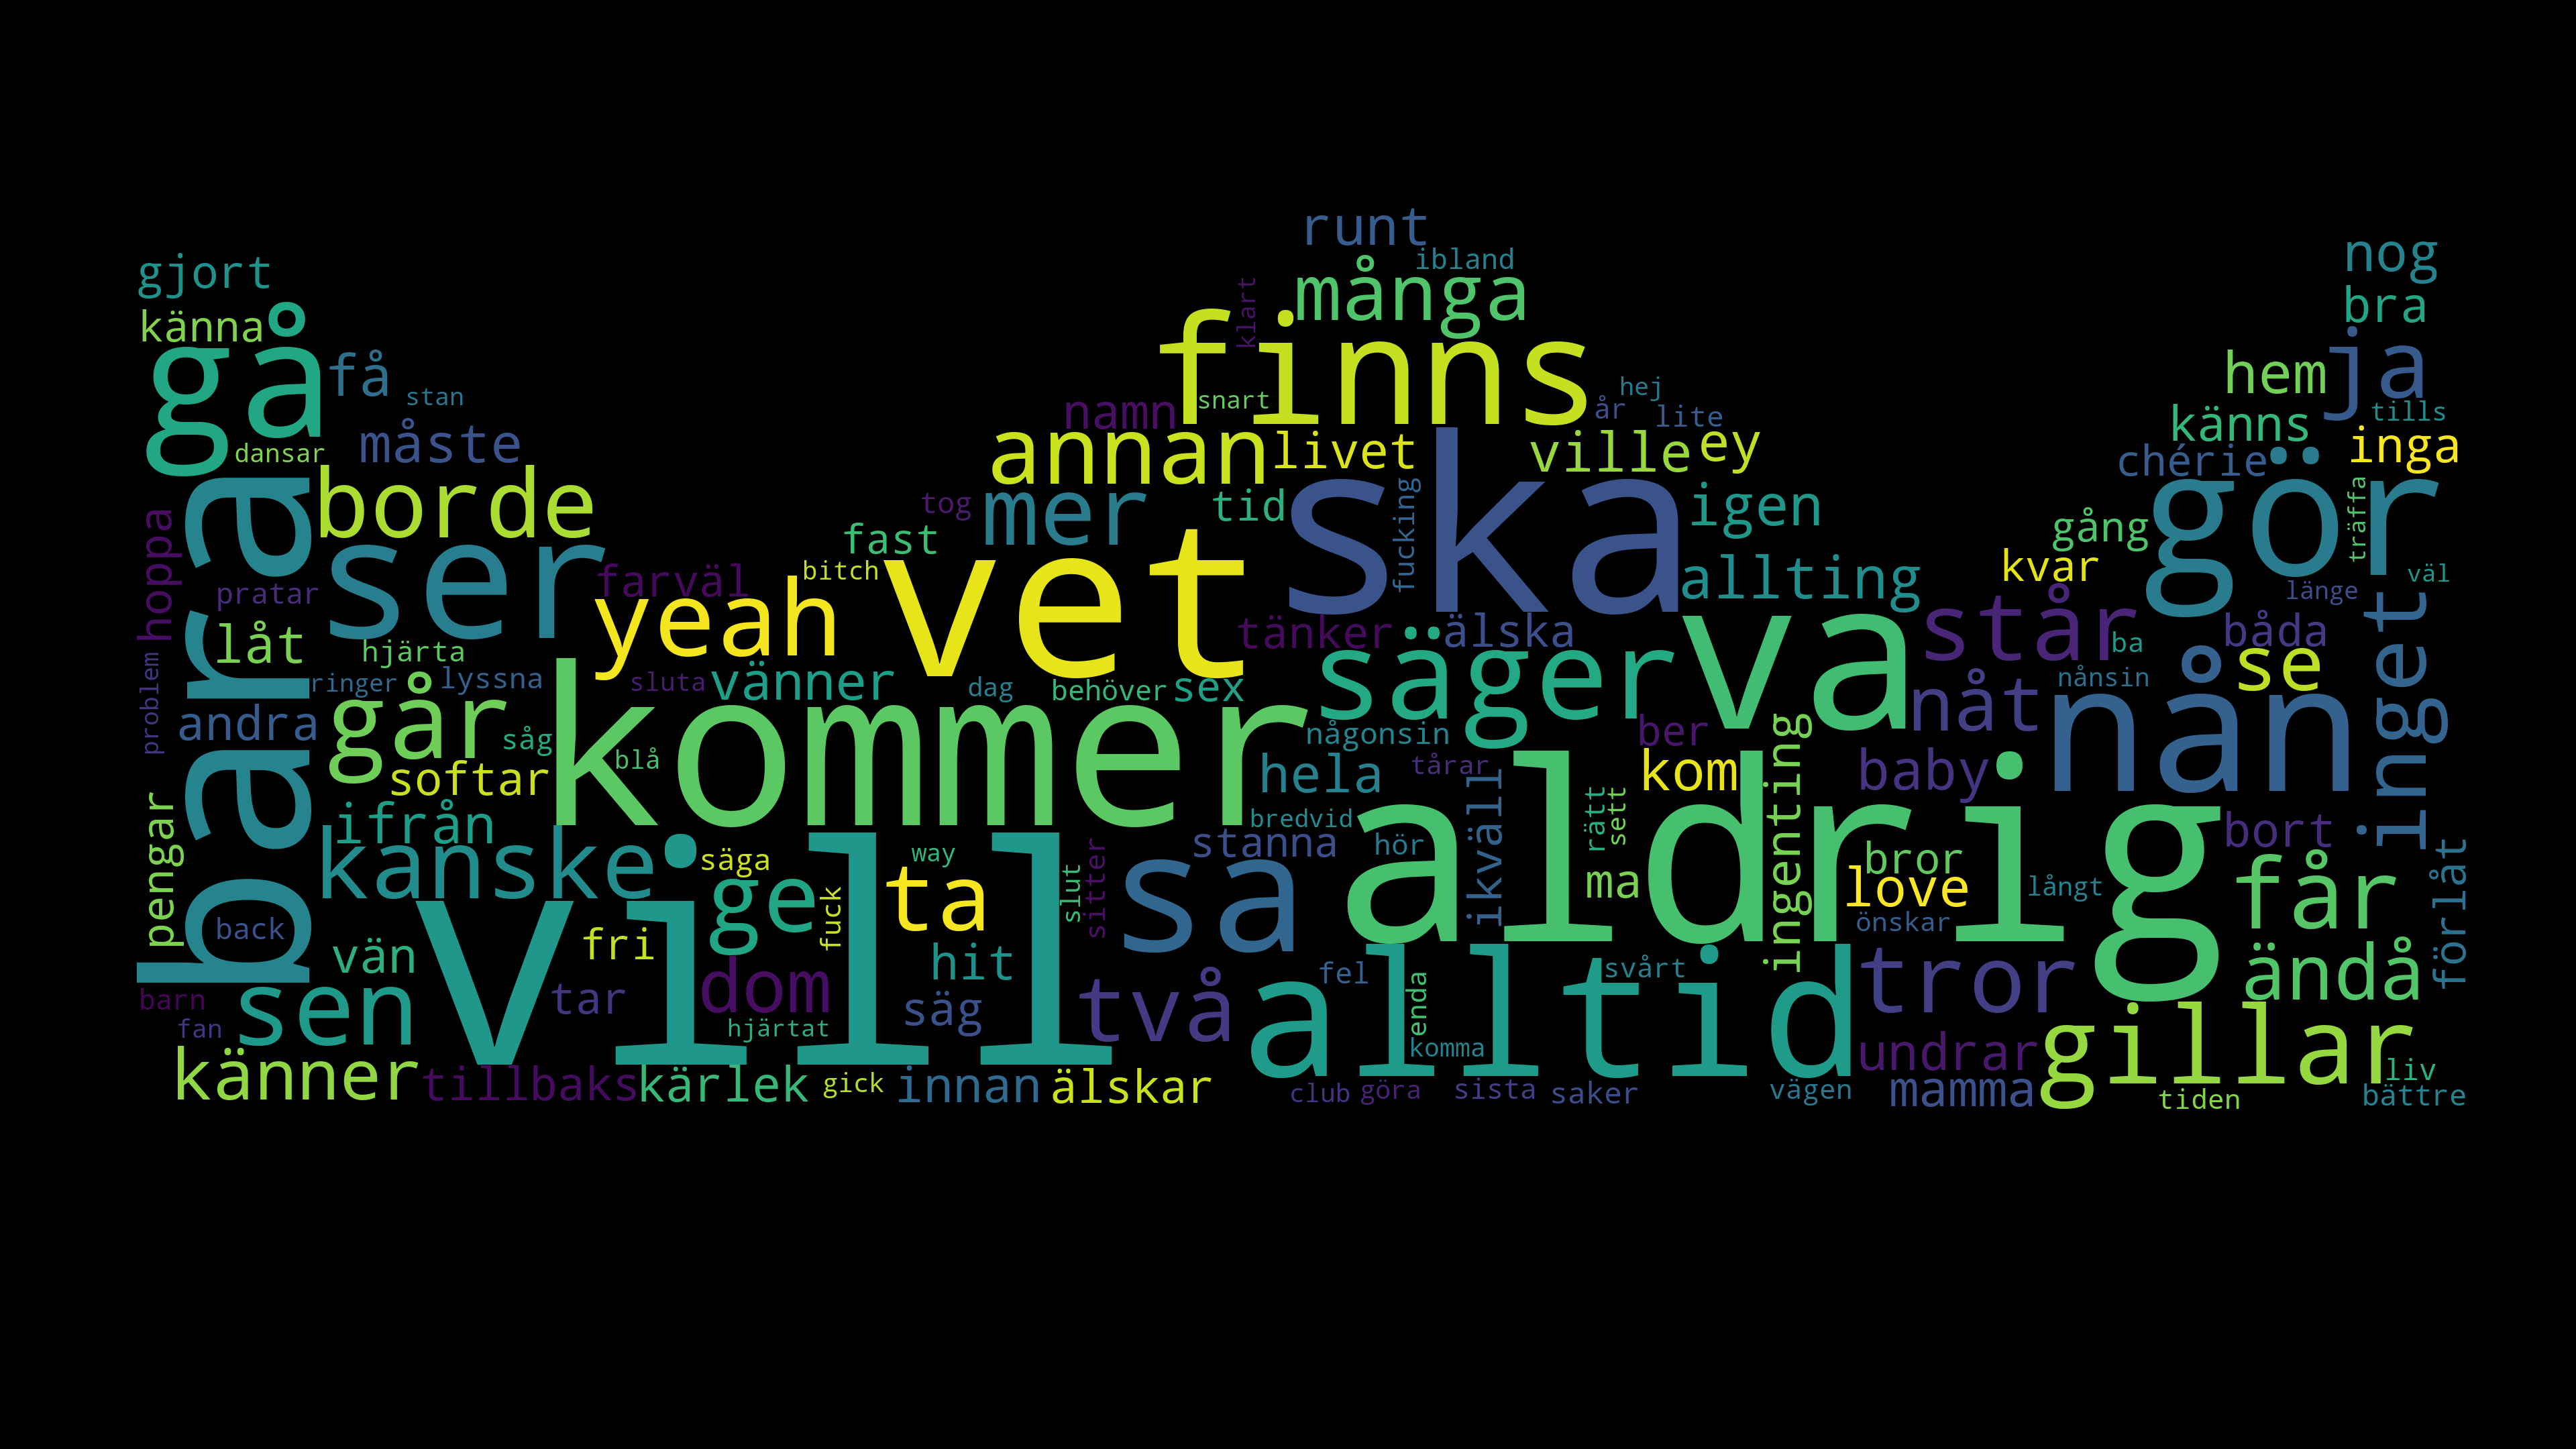 runt
ibland
nog
gjort
många
klart
bra
känna
finns
ja
gå
få
stan
hej
hem
namn
snart
år
lite
tills
känns
måste
dansar
annan
livet
ville
ey
inga
chérie
borde
tog
mer
tid
ska
fucking
igen
gör
träffa
gång
hoppa
bara
ser
fast
vet
bitch
allting
kvar
väl
farväl
pratar
länge
yeah
tänker
älska
va
står
ba
båda
inget
låt
hjärta
säger
se
problem
ringer
lyssna
sluta
vänner
dag
behöver
sex
nåt
nånsin
nån
andra
går
såg
kommer
någonsin
ber
blå
softar
hela
tårar
kom
baby
ingenting
ikväll
aldrig
pengar
ifrån
bredvid
rätt
sett
bort
kanske
vill
säga
way
stanna
hör
bror
förlåt
ge
ta
slut
sitter
sa
ma
love
långt
får
fuck
back
önskar
vän
fri
hit
alltid
svårt
ändå
fel
tror
barn
sen
tar
dom
säg
två
enda
fan
hjärtat
komma
undrar
gillar
känner
tillbaks
kärlek
gick
innan
älskar
club
göra
sista
saker
vägen
mamma
liv
tiden
bättre